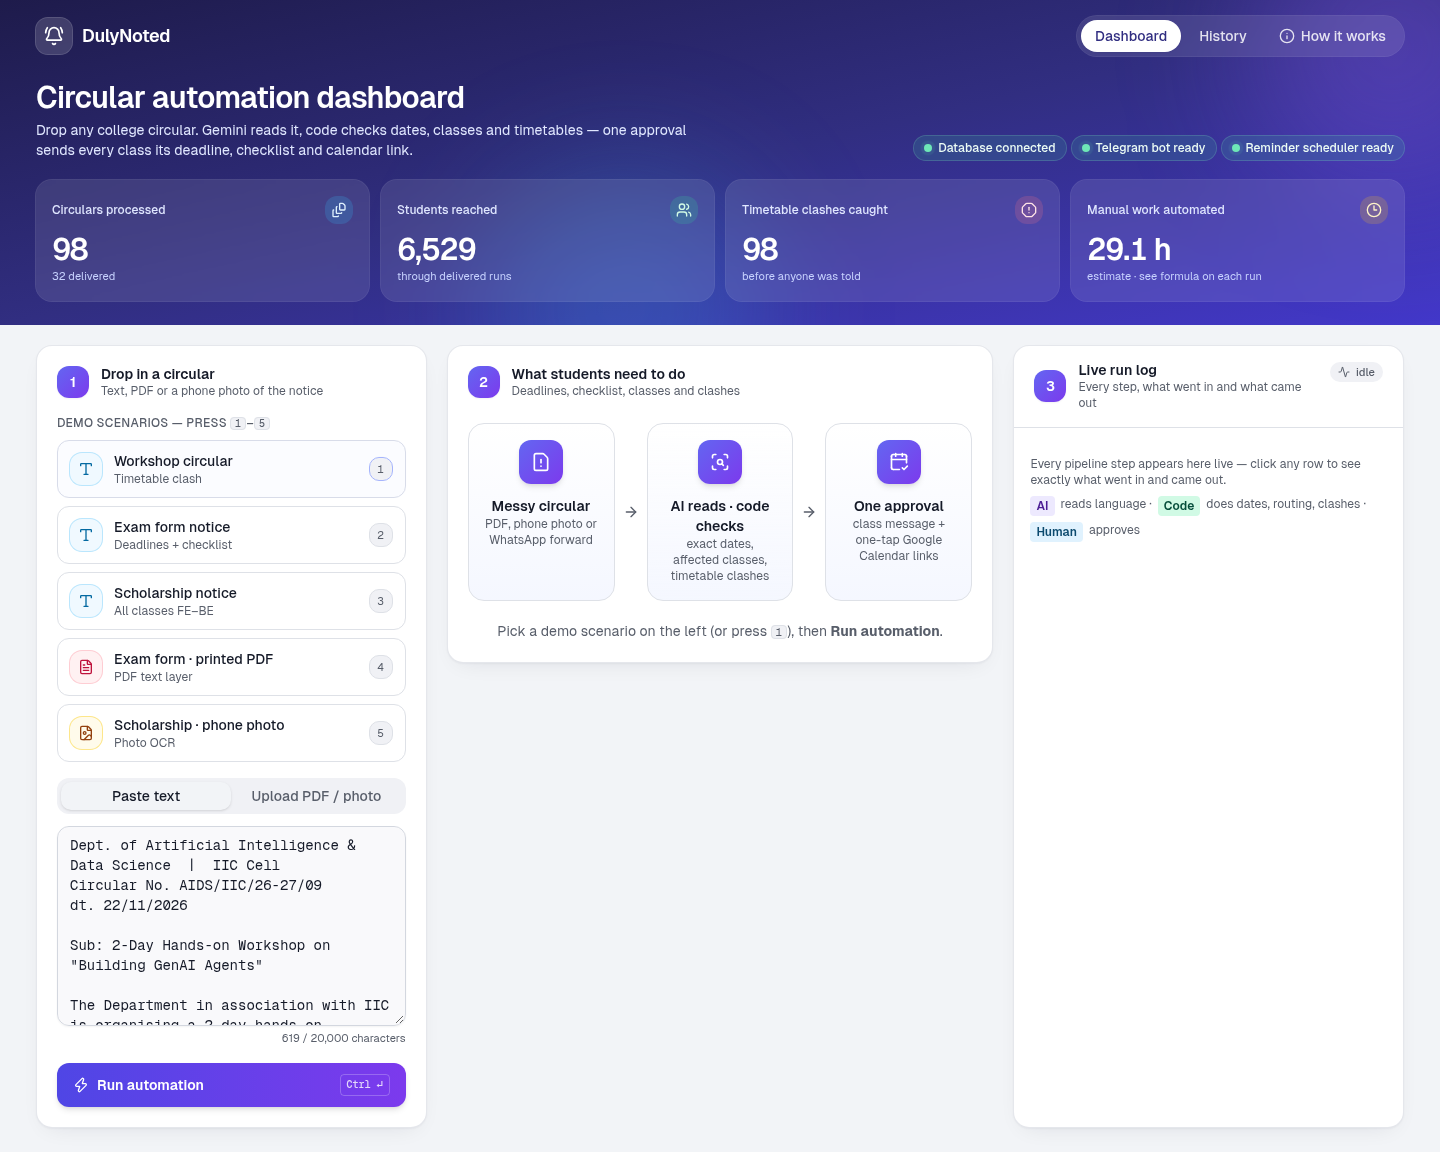 DulyNoted
Dashboard
History
How it works
Circular automation dashboard
Drop any college circular. Gemini reads it, code checks dates, classes and timetables — one approval
sends every class its deadline, checklist and calendar link.
Database connected
Telegram bot ready
Reminder scheduler ready
Circulars processed
98
32 delivered
Students reached
6,529
through delivered runs
Timetable clashes caught
98
before anyone was told
Manual work automated
29.1 h
estimate · see formula on each run
1
Drop in a circular
Text, PDF or a phone photo of the notice
DEMO SCENARIOS — PRESS 1–5
Workshop circular
Timetable clash
1
Exam form notice
Deadlines + checklist
2
Scholarship notice
All classes FE–BE
3
Exam form · printed PDF
PDF text layer
4
Scholarship · phone photo
Photo OCR
5
Paste text
Upload PDF / photo
Dept. of Artificial Intelligence &
Data Science | IIC Cell
Circular No. AIDS/IIC/26-27/09
dt. 22/11/2026
Sub: 2-Day Hands-on Workshop on
"Building GenAI Agents"
The Department in association with IIC
is organising a 2-day hands-on
619 / 20,000 characters
Run automation
Ctrl ↵
2
What students need to do
Deadlines, checklist, classes and clashes
Messy circular
PDF, phone photo or
WhatsApp forward
AI reads · code
checks
exact dates,
affected classes,
timetable clashes
One approval
class message +
one-tap Google
Calendar links
Pick a demo scenario on the left (or press 1), then Run automation.
3
Live run log
Every step, what went in and what came
out
idle
Every pipeline step appears here live — click any row to see
exactly what went in and came out.
AI reads language · Code does dates, routing, clashes ·
Human approves